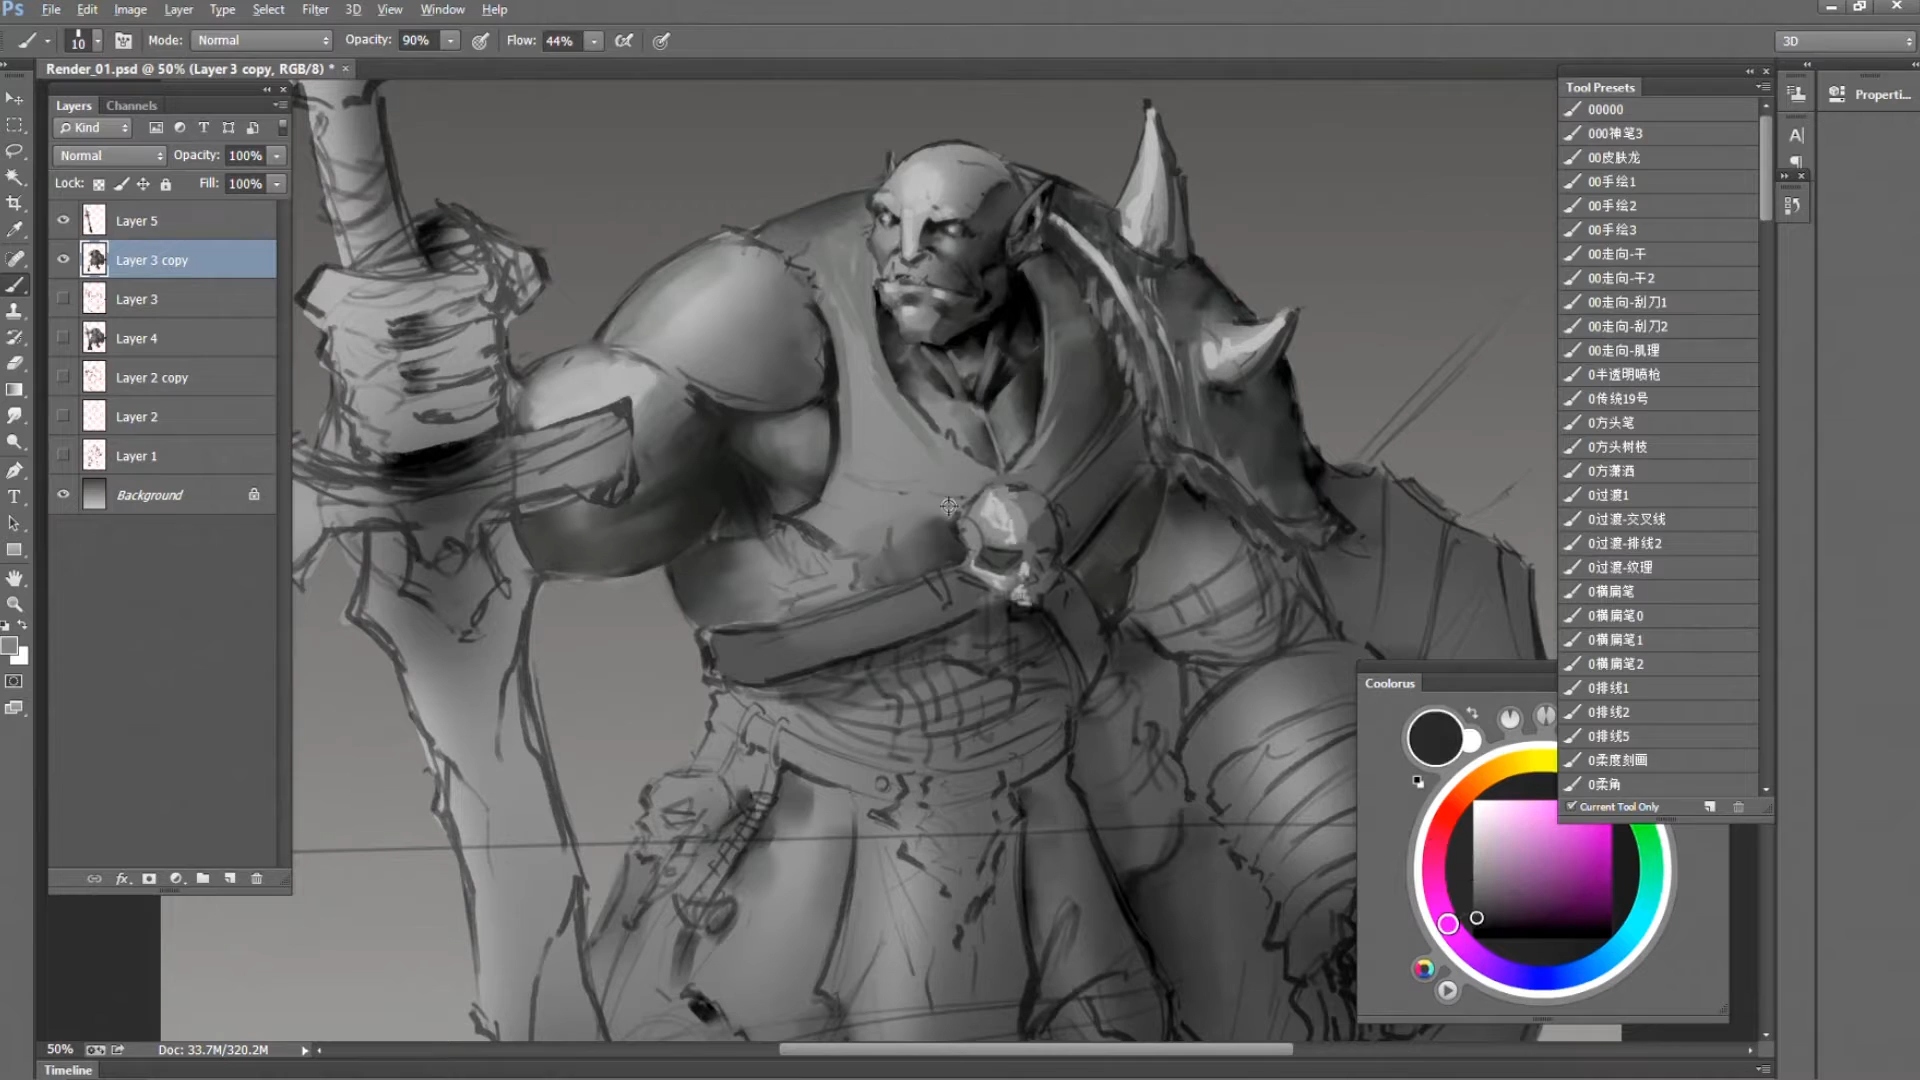 Ps File Edit Image Layer Type Select Filter 3D View Window Help
10 Mode: Normal Opacity: 90% Flow: 44% 3D
Render_01.psd @ 50% (Layer 3 copy, RGB/8) * ×
Layers Channels
Kind
Normal Opacity: 100%
Lock: Fill: 100%
Layer 5
Layer 3 copy
Layer 3
Layer 4
Layer 2 copy
Layer 2
Layer 1
Background
fx
Tool Presets
00000
000神笔3
00皮肤龙
00手绘1
00手绘2
00手绘3
00走向-干
00走向-干2
00走向-刮刀1
00走向-刮刀2
00走向-肌理
0半透明喷枪
0传统19号
0方头笔
0方头树枝
0方潇洒
0过渡1
0过渡-交叉线
0过渡-排线2
0过渡-纹理
0横扁笔
0横扁笔0
0横扁笔1
0横扁笔2
0排线1
0排线2
0排线5
0柔度刻画
0柔角
Current Tool Only
Properti...
Coolorus
50% Doc: 33.7M/320.2M
Timeline